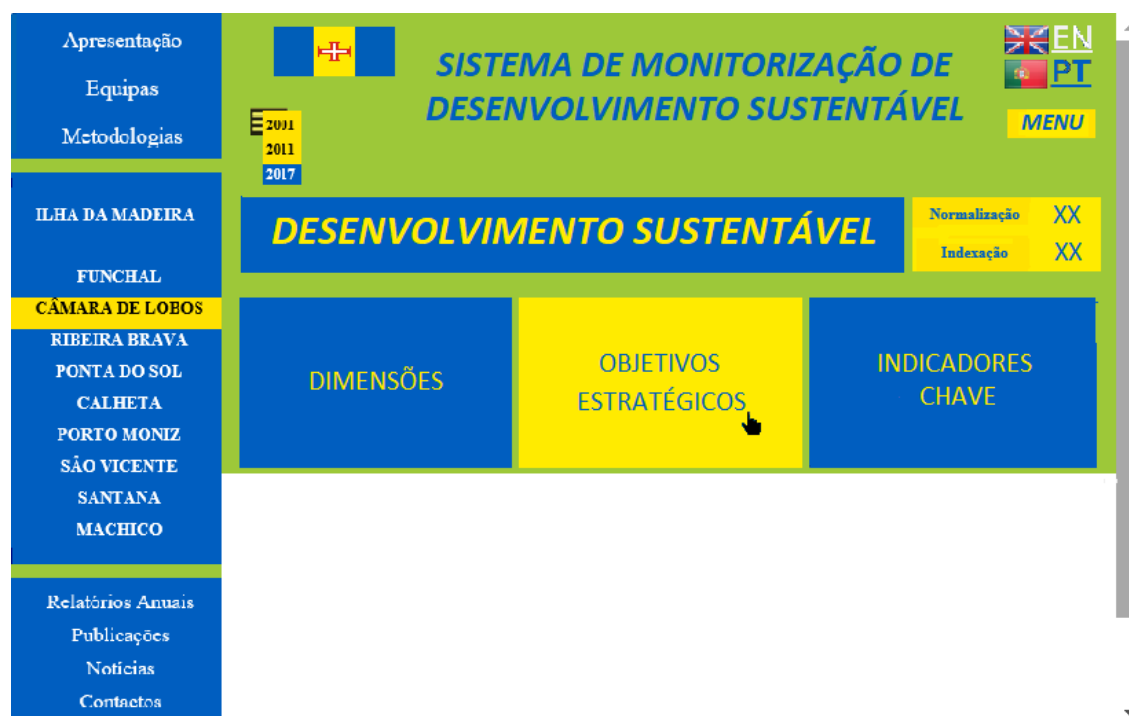 Apresentação
Equipas
Metodologias
ILHA DA MADEIRA
FUNCHAL
CÂMARA DE LOBOS
RIBEIRA BRAVA
PONTA DO SOL
CALHETA
PORTO MONIZ
SÃO VICENTE
SANTANA
MACHICO
Relatórios Anuais
Publicações
Notícias
Contactos
SISTEMA DE MONITORIZAÇÃO DE
DESENVOLVIMENTO SUSTENTÁVEL
EN
PT
MENU
2001
2011
2017
DESENVOLVIMENTO SUSTENTÁVEL
Normalização XX
Indexação XX
DIMENSÕES
OBJETIVOS
ESTRATÉGICOS
INDICADORES
CHAVE